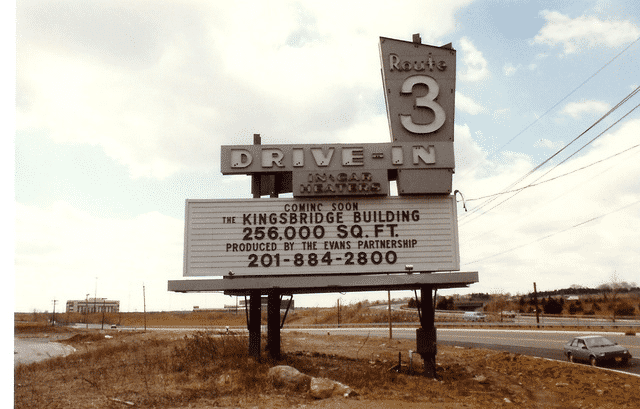 Route
3
DRIVE-IN
IN-CAR
HEATERS
COMING SOON
THE KINGSBRIDGE BUILDING
256,000 SQ. FT.
PRODUCED BY THE EVANS PARTNERSHIP
201-884-2800